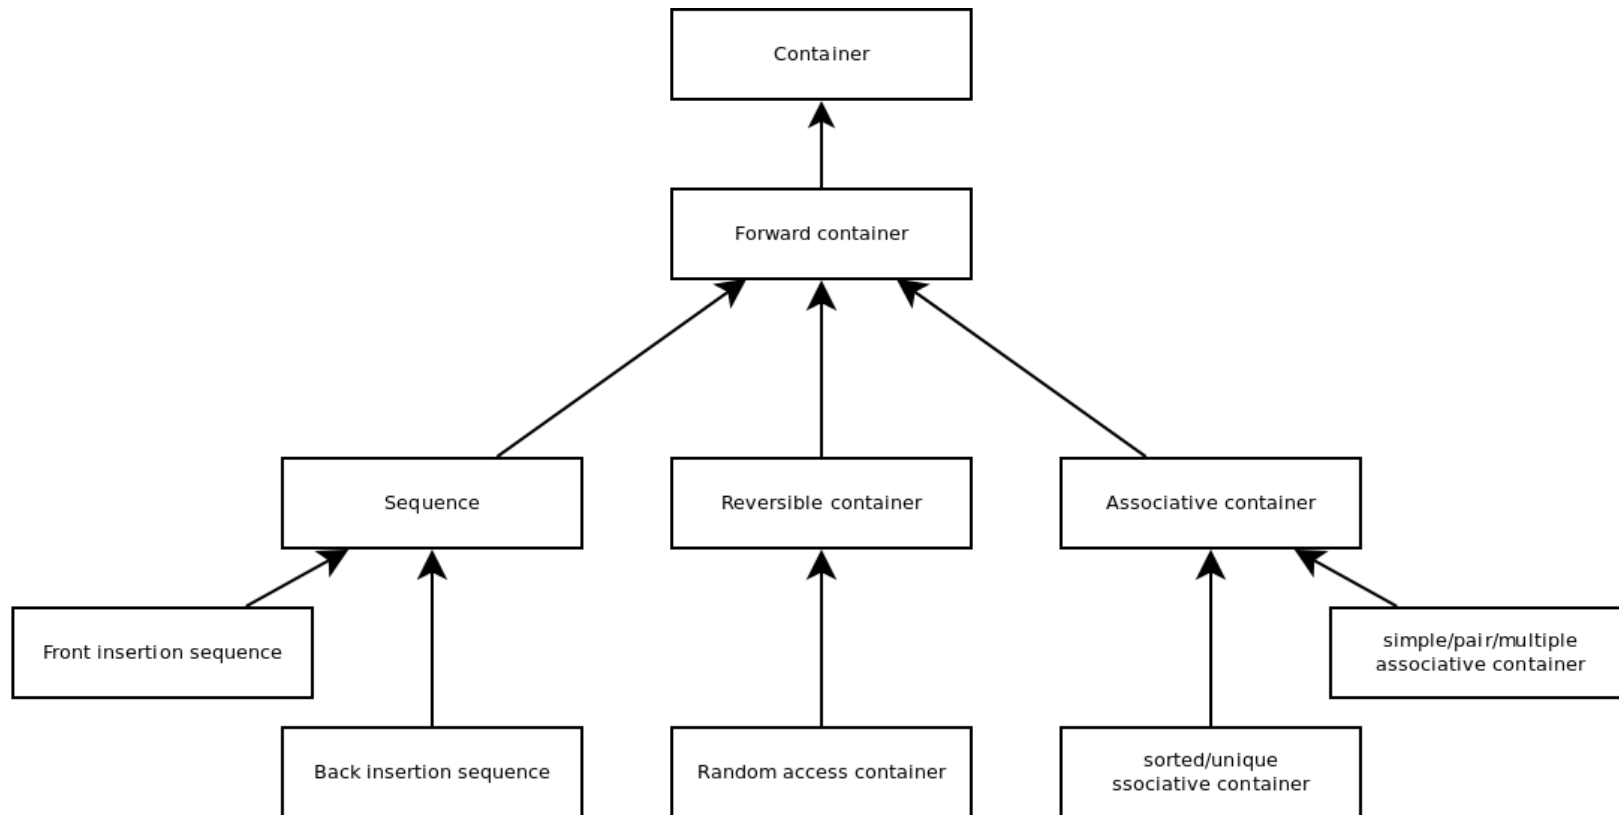 Container
Forward container
Sequence
Reversible container
Associative container
Front insertion sequence
simple/pair/multiple
associative container
Back insertion sequence
Random access container
sorted/unique
ssociative container